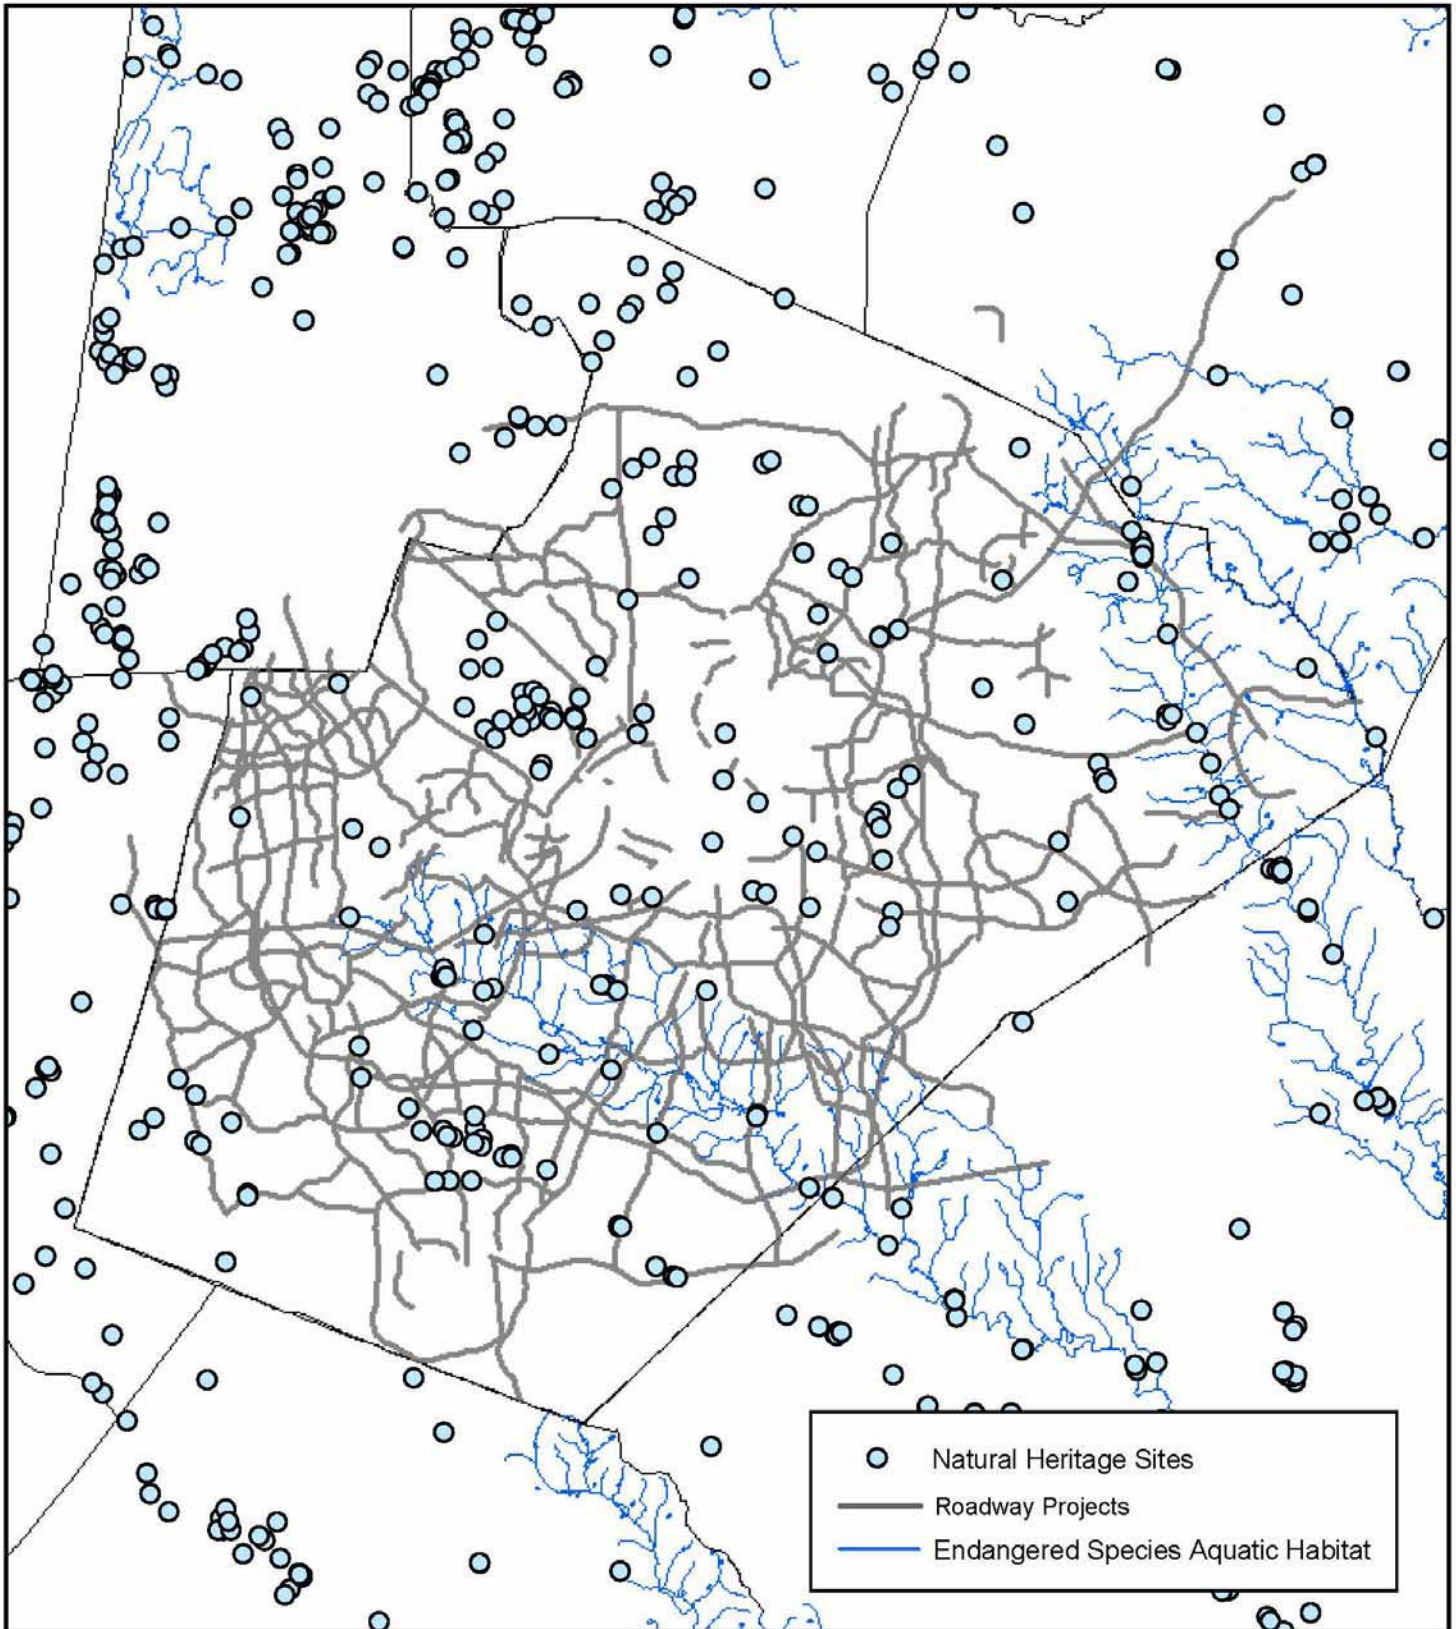 Natural Heritage Sites
Roadway Projects
Endangered Species Aquatic Habitat